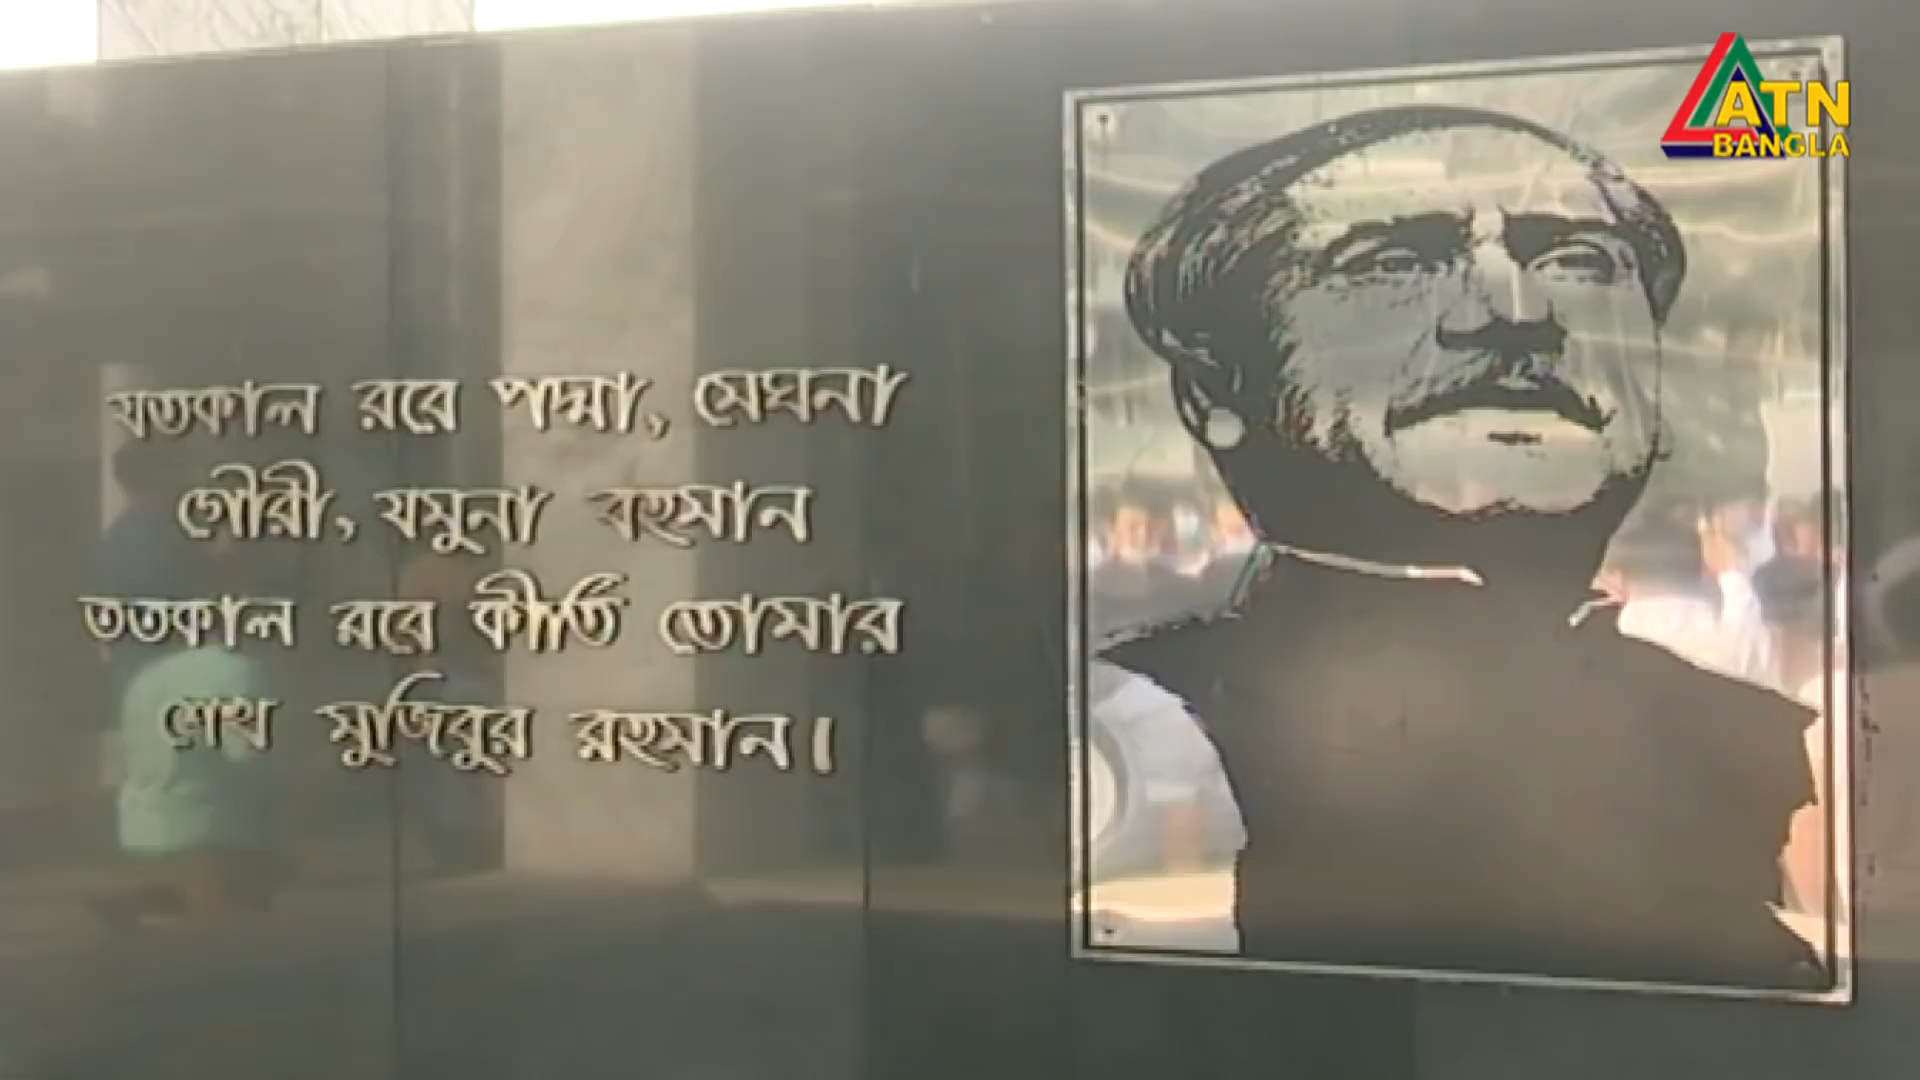 ATN
BANGLA
যতকাল রবে পদ্মা, মেঘনা
গৌরী, যমুনা বহমান
ততকাল রবে কীর্তি তোমার
শেখ মুজিবুর রহমান।